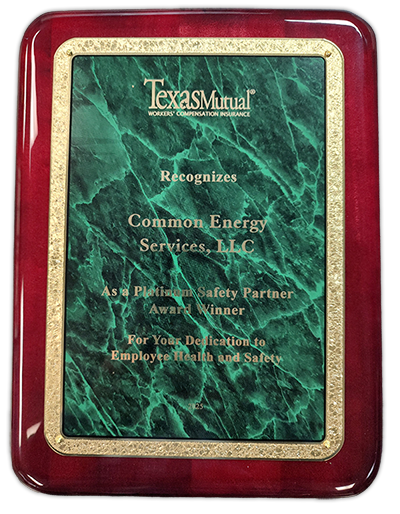 TexasMutual®
WORKERS' COMPENSATION INSURANCE
Recognizes
Common Energy
Services, LLC
As a Platinum Safety Partner
Award Winner
For Your Dedication to
Employee Health and Safety